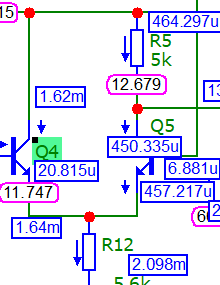 15
464.297u
R5
5k
12.679
1.62m
Q4
Q5
450.335u
20.815u
6.881u
11.747
457.217u
1.64m
R12
2.098m